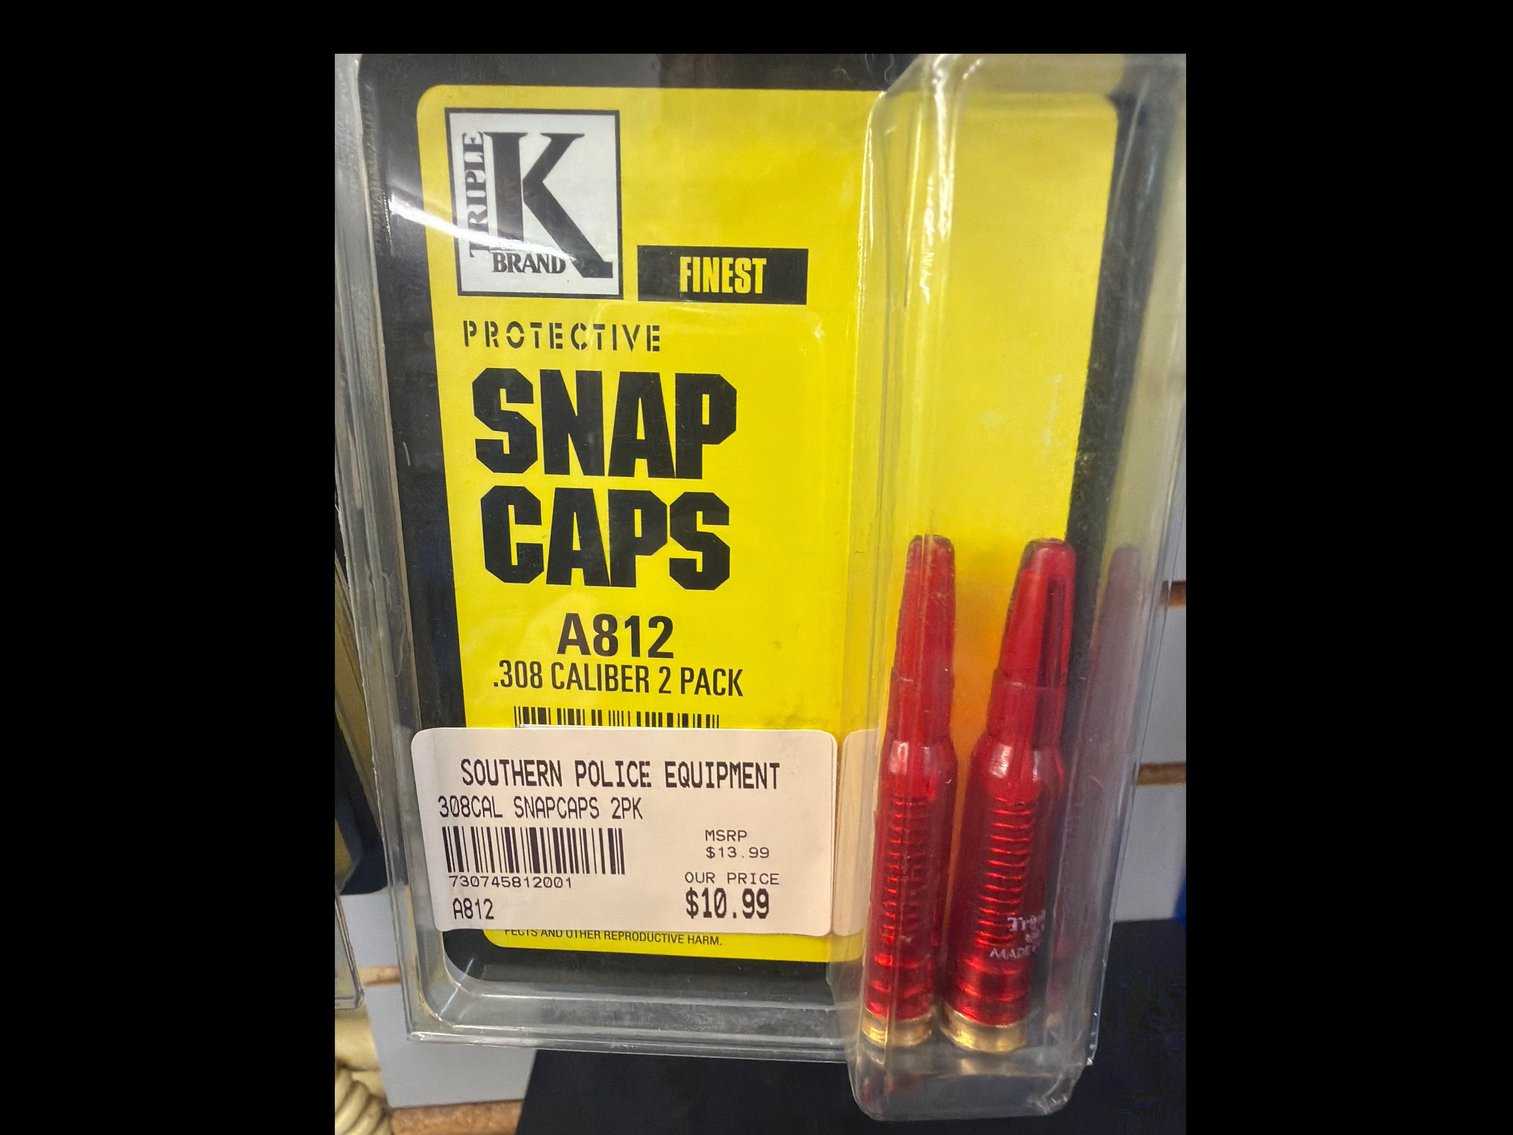 TRIPLE
K
BRAND
FINEST
PROTECTIVE
SNAP
CAPS
A812
.308 CALIBER 2 PACK
SOUTHERN POLICE EQUIPMENT
308CAL SNAPCAPS 2PK
MSRP
$13.99
730745812001
OUR PRICE
A812
$10.99
FECTS AND OTHER REPRODUCTIVE HARM.
MADE